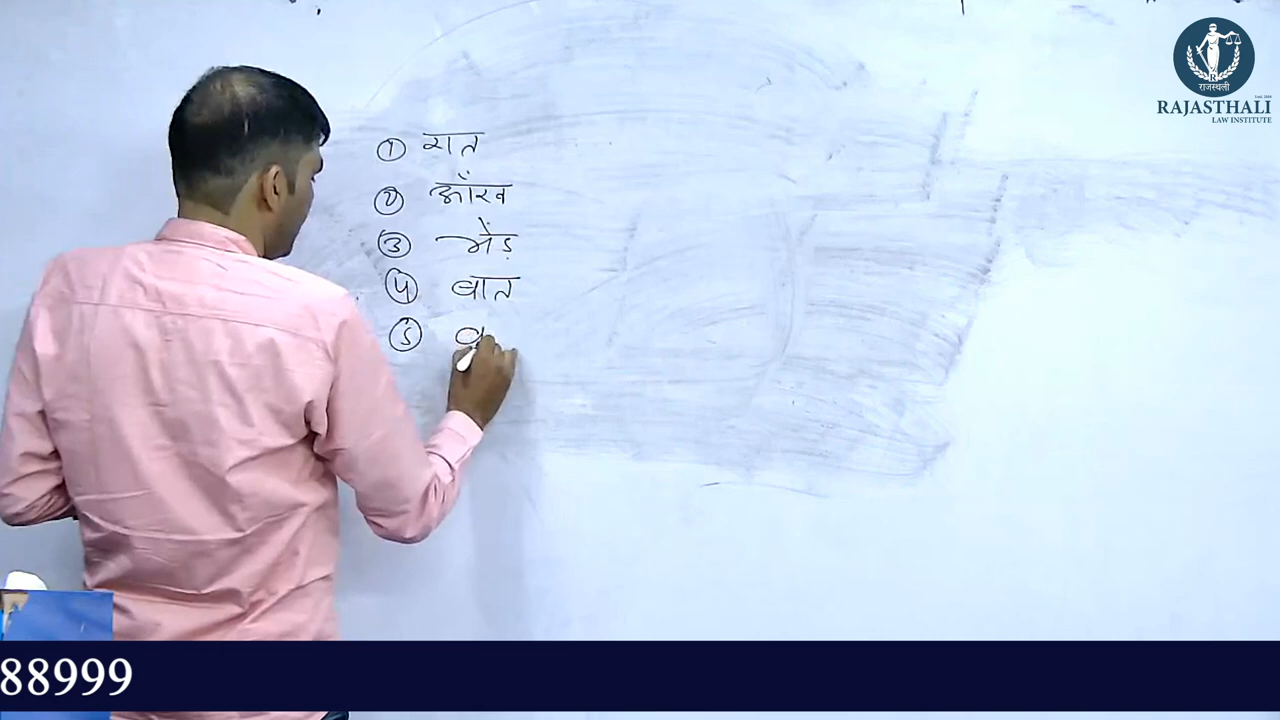 राजस्थली
RAJASTHALI
LAW INSTITUTE
① रात
② आँख
③ भेंड़
④ बात
⑤ व
88999